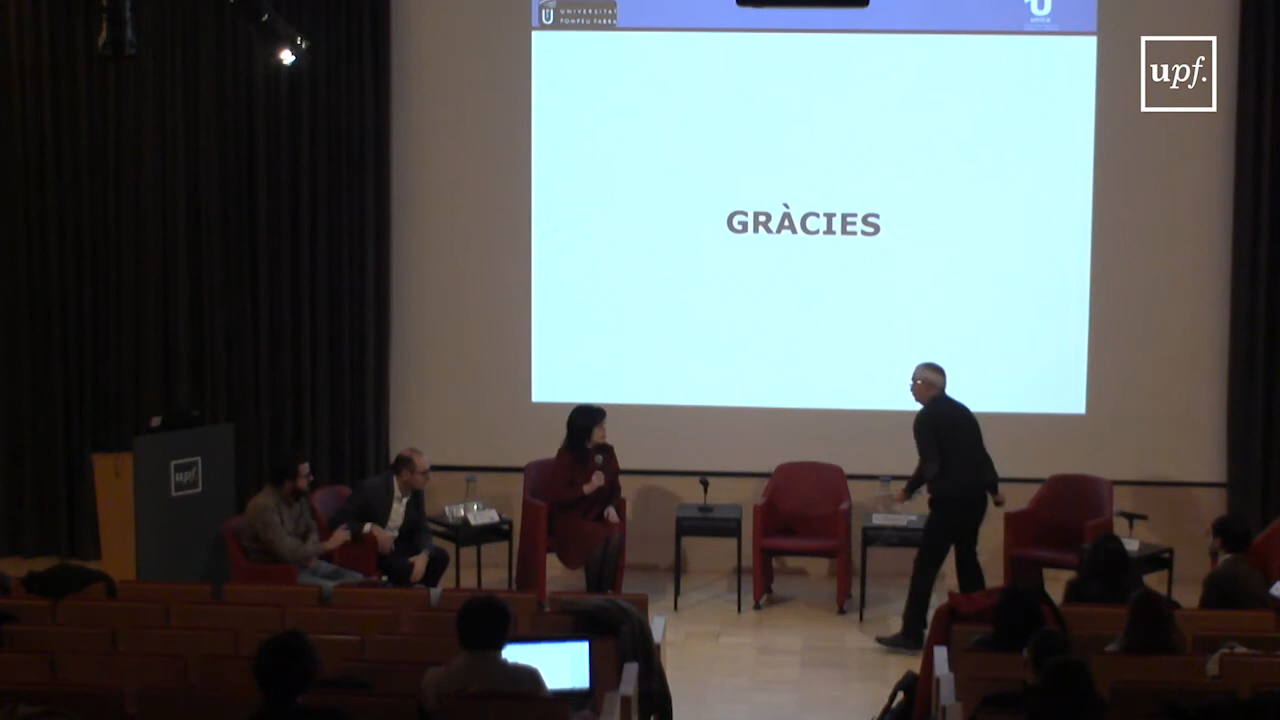 UNIVERSITAT
POMPEU FABRA
upf.
GRÀCIES
upf.